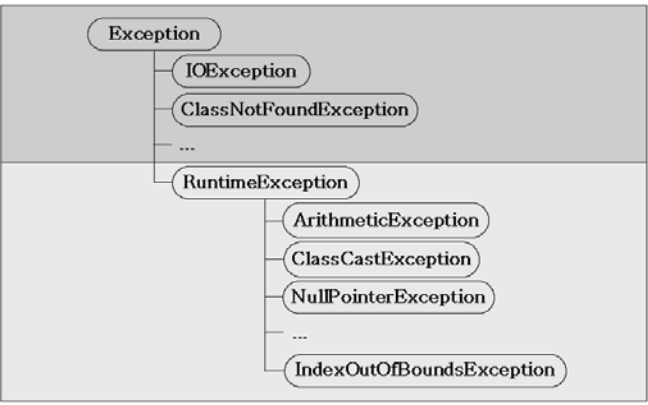 Exception
IOException
ClassNotFoundException
...
RuntimeException
ArithmeticException
ClassCastException
NullPointerException
...
IndexOutOfBoundsException